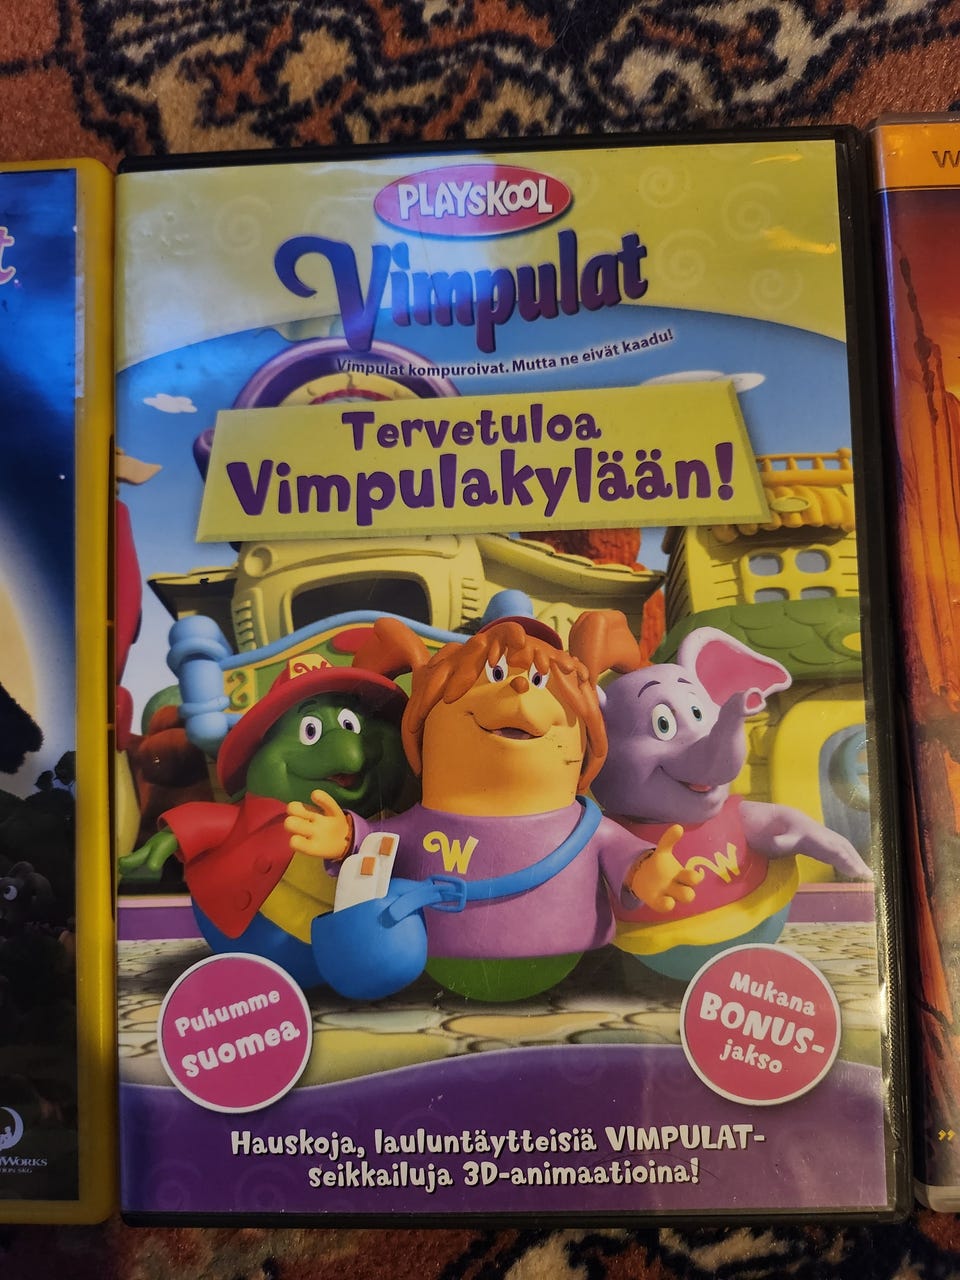 PLAYSKOOL
Vimpulat
Vimpulat kompuroivat. Mutta ne eivät kaadu!
Tervetuloa
Vimpulakylään!
W
W
W
Puhumme
suomea
Mukana
BONUS-
jakso
Hauskoja, lauluntäytteisiä VIMPULAT-
seikkailuja 3D-animaatioina!